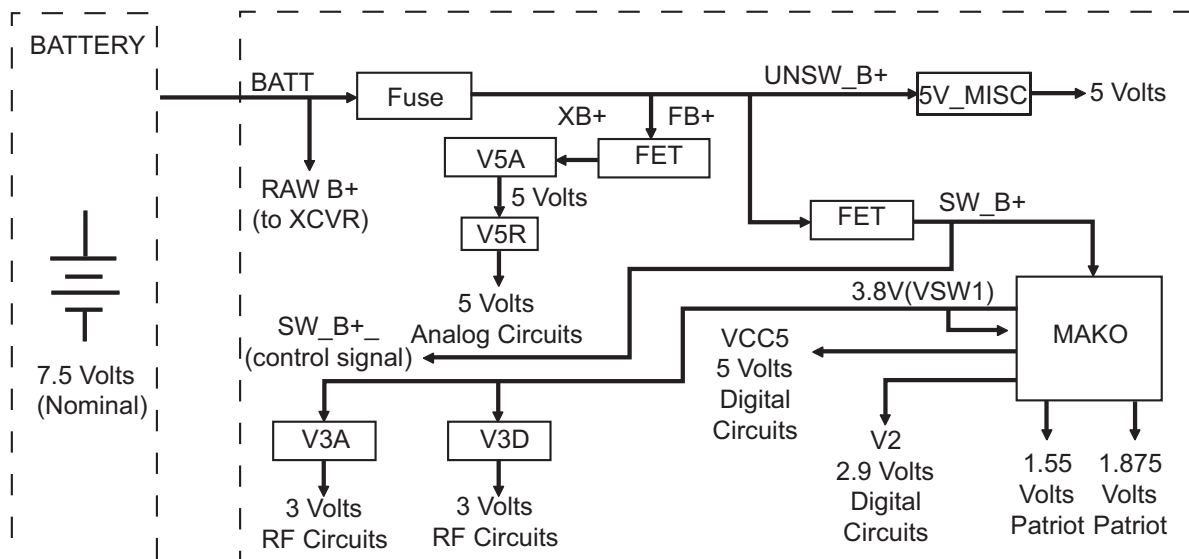 BATTERY
7.5 Volts
(Nominal)
BATT
Fuse
UNSW_B+
5V_MISC
5 Volts
RAW B+
(to XCVR)
XB+
FB+
FET
V5A
5 Volts
V5R
5 Volts
Analog Circuits
FET
SW_B+
SW_B+_
(control signal)
3.8V(VSW1)
MAKO
VCC5
5 Volts
Digital
Circuits
V2
2.9 Volts
Digital
Circuits
1.55
Volts
Patriot
1.875
Volts
Patriot
V3A
3 Volts
RF Circuits
V3D
3 Volts
RF Circuits